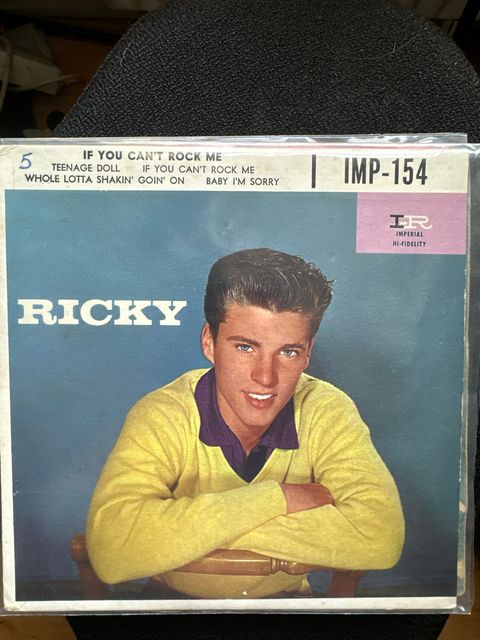 5
IF YOU CAN'T ROCK ME
TEENAGE DOLL IF YOU CAN'T ROCK ME
WHOLE LOTTA SHAKIN' GOIN' ON BABY I'M SORRY
IMP-154
IR
IMPERIAL
HI-FIDELITY
RICKY